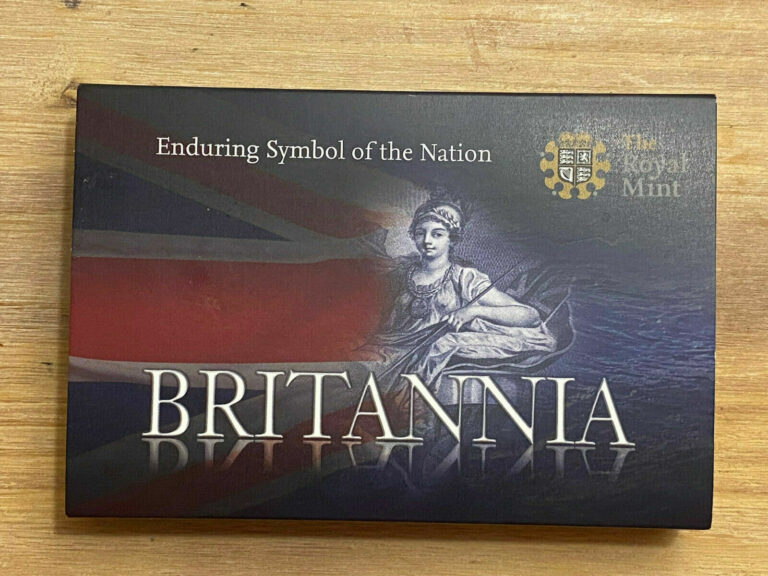 Enduring Symbol of the Nation
The
Royal
Mint
BRITANNIA